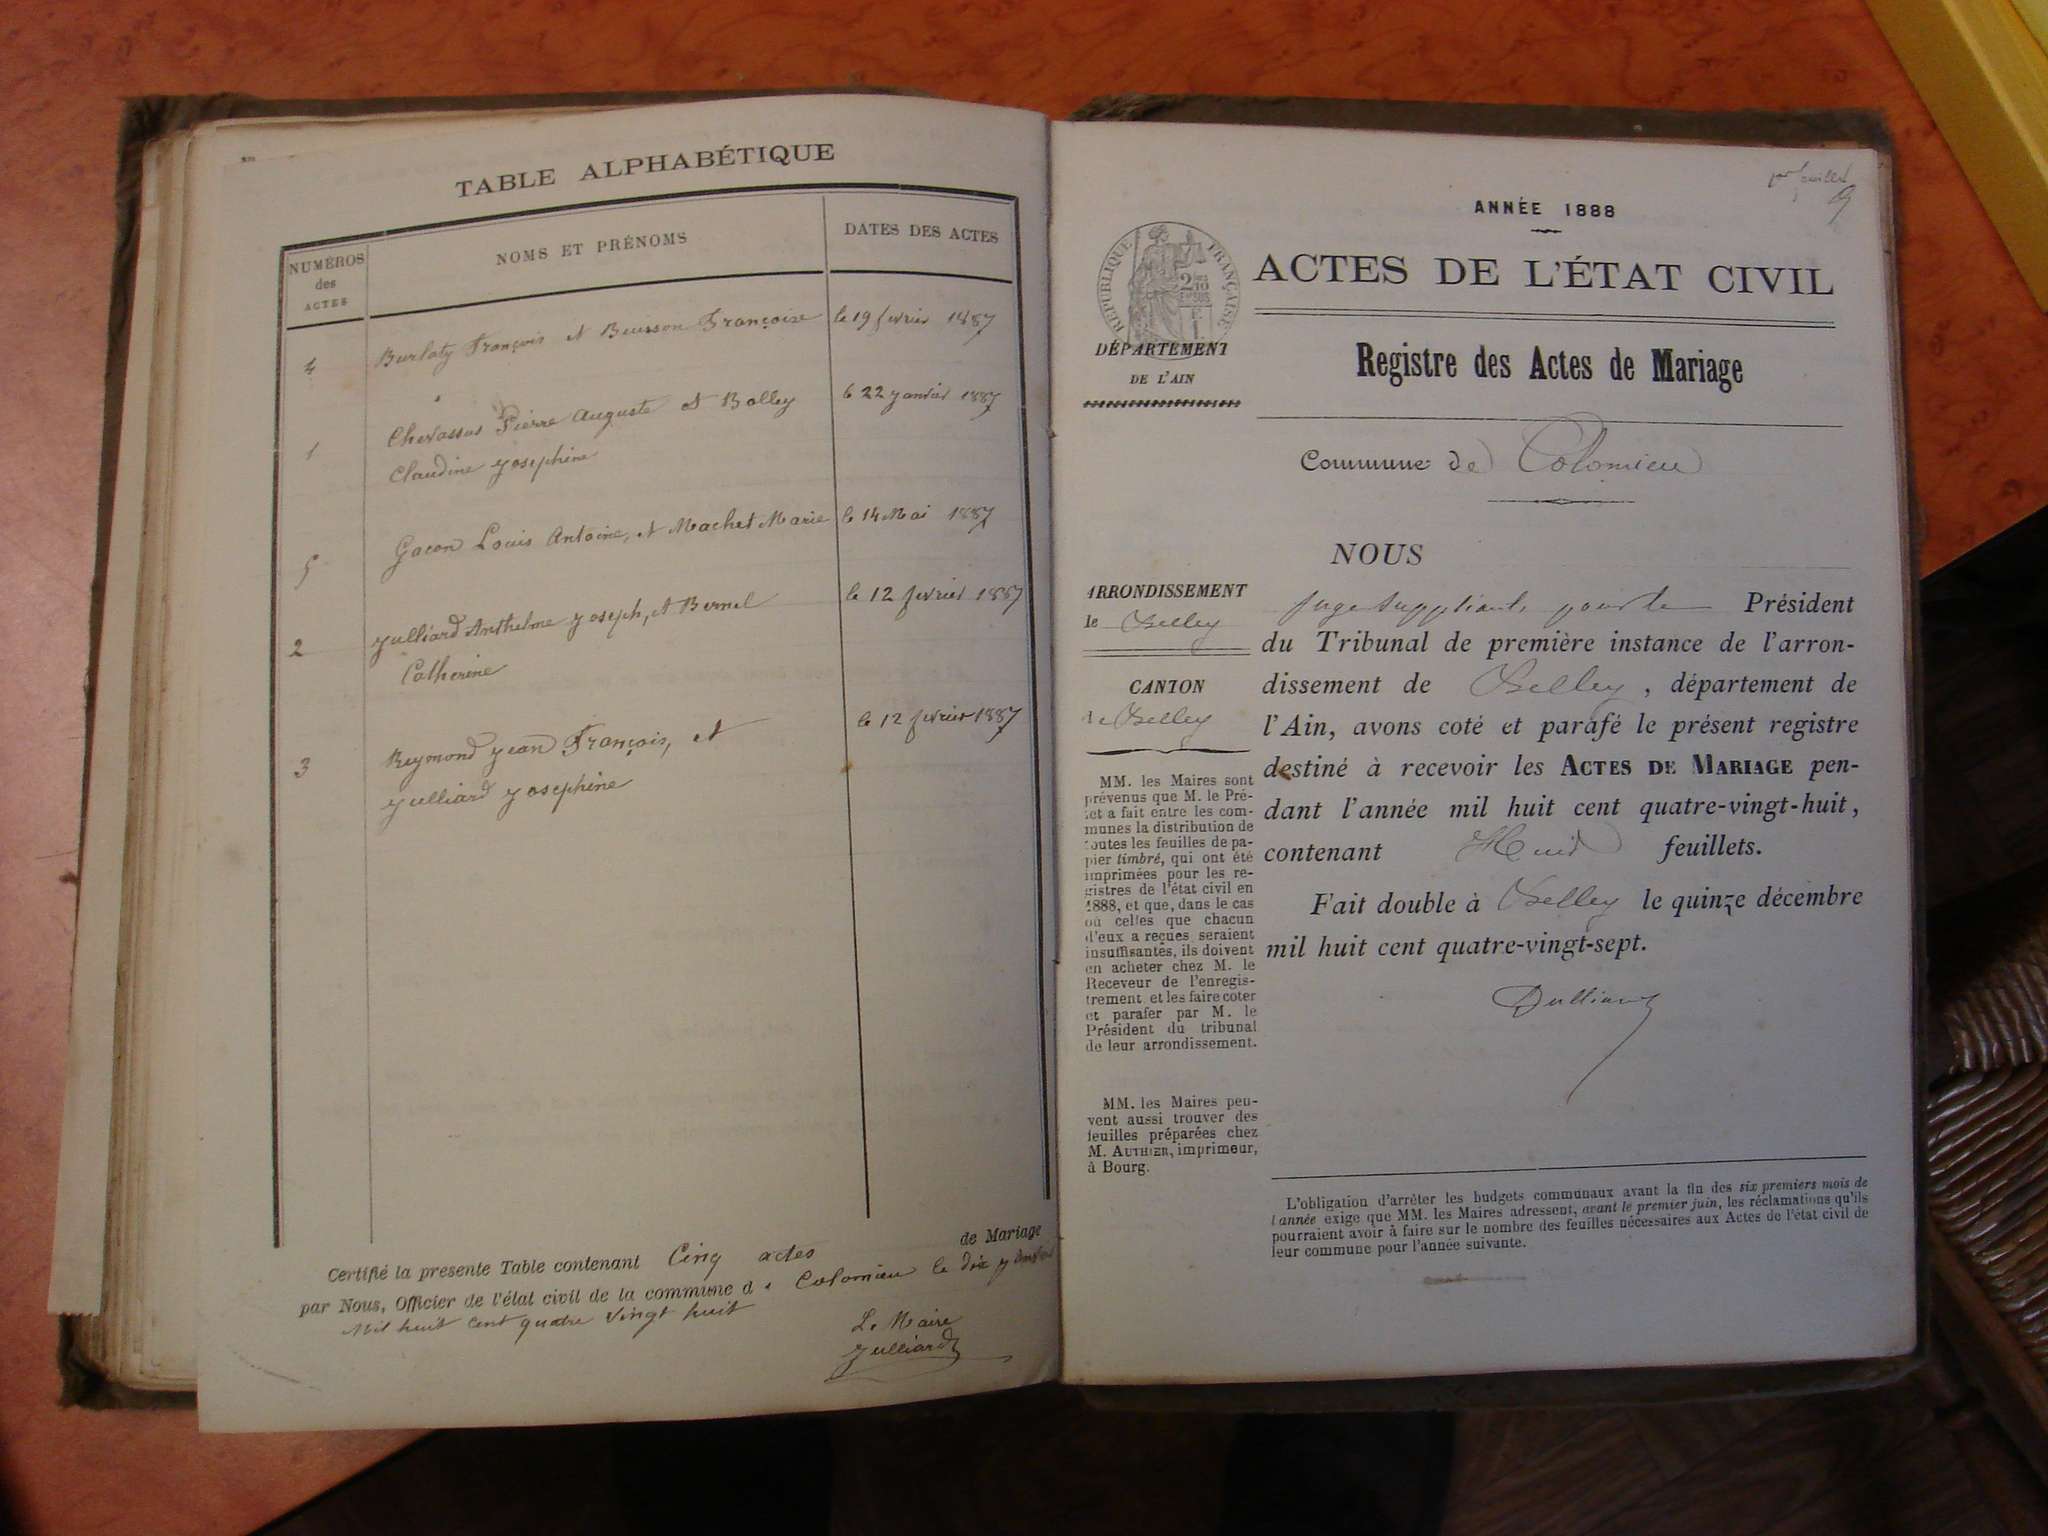 TABLE ALPHABÉTIQUE
NUMÉROS
des
ACTES
NOMS ET PRÉNOMS
DATES DES ACTES
4 Burlaty François et Buisson Françoise le 19 fevrier 1887
1 Chevassus Pierre Auguste et Bolley le 22 janvier 1887
Claudine Josephine
5 Gacon Louis Antoine, et Machet Marie le 14 Mai 1887
2 Julliard Anthelme Joseph, et Bernel le 12 fevrier 1887
Catherine
3 Reymond Jean François, et le 12 fevrier 1887
Julliard Josephine
Certifié la presente Table contenant Cinq actes de Mariage
par Nous, Officier de l'état civil de la commune d e Colomieu le dix janvier
Mil huit cent quatre vingt huit
Le Maire
Julliard
9
ANNÉE 1888
RÉPUBLIQUE FRANÇAISE
ACTES DE L'ÉTAT CIVIL
DÉPARTEMENT
DE L'AIN
Registre des Actes de Mariage
Commune de Colomieu
NOUS
ARRONDISSEMENT
de Belley
CANTON
de Belley
juge suppléant, pour le Président
du Tribunal de première instance de l'arron-
dissement de Belley, département de
l'Ain, avons coté et parafé le présent registre
destiné à recevoir les ACTES DE MARIAGE pen-
dant l'année mil huit cent quatre-vingt-huit,
contenant Huit feuillets.
Fait double à Belley le quinze décembre
mil huit cent quatre-vingt-sept.
MM. les Maires sont
prévenus que M. le Pré-
fet a fait entre les com-
munes la distribution de
toutes les feuilles de pa-
pier timbré, qui ont été
imprimées pour les re-
gistres de l'état civil en
1888, et que, dans le cas
où celles que chacun
d'eux a reçues seraient
insuffisantes, ils doivent
en acheter chez M. le
Receveur de l'enregis-
trement et les faire coter
et parafer par M. le
Président du tribunal
de leur arrondissement.
MM. les Maires peu-
vent aussi trouver des
feuilles préparées chez
M. AUTHIER, imprimeur,
à Bourg.
L'obligation d'arrêter les budgets communaux avant la fin des six premiers mois de
l'année exige que MM. les Maires adressent, avant le premier juin, les réclamations qu'ils
pourraient avoir à faire sur le nombre des feuilles nécessaires aux Actes de l'état civil de
leur commune pour l'année suivante.